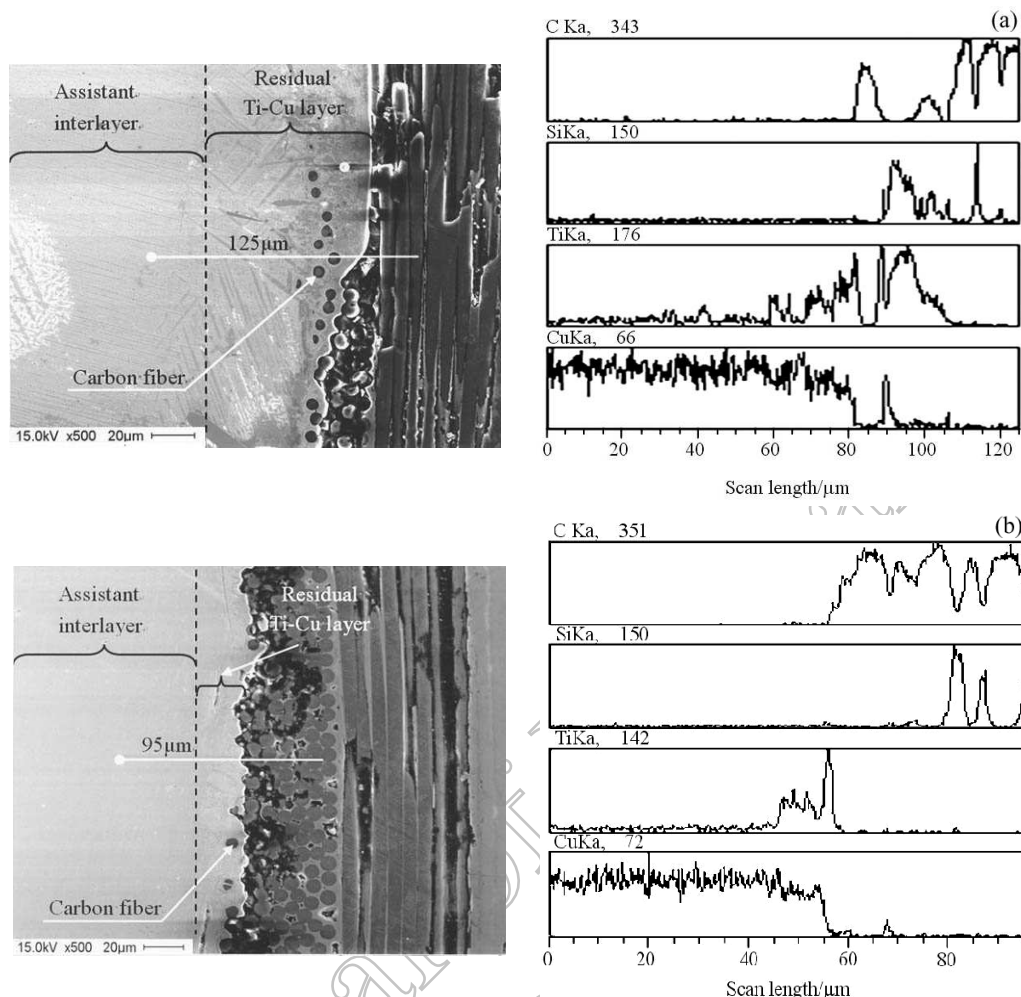 Assistant
interlayer
Residual
Ti-Cu layer
125μm
Carbon fiber
15.0kV x500 20μm
(a)
C Ka, 343
SiKa, 150
TiKa, 176
CuKa, 66
0 20 40 60 80 100 120
Scan length/μm
Assistant
interlayer
Residual
Ti-Cu layer
95μm
Carbon fiber
15.0kV x500 20μm
(b)
C Ka, 351
SiKa, 150
TiKa, 142
CuKa, 72
0 20 40 60 80
Scan length/μm